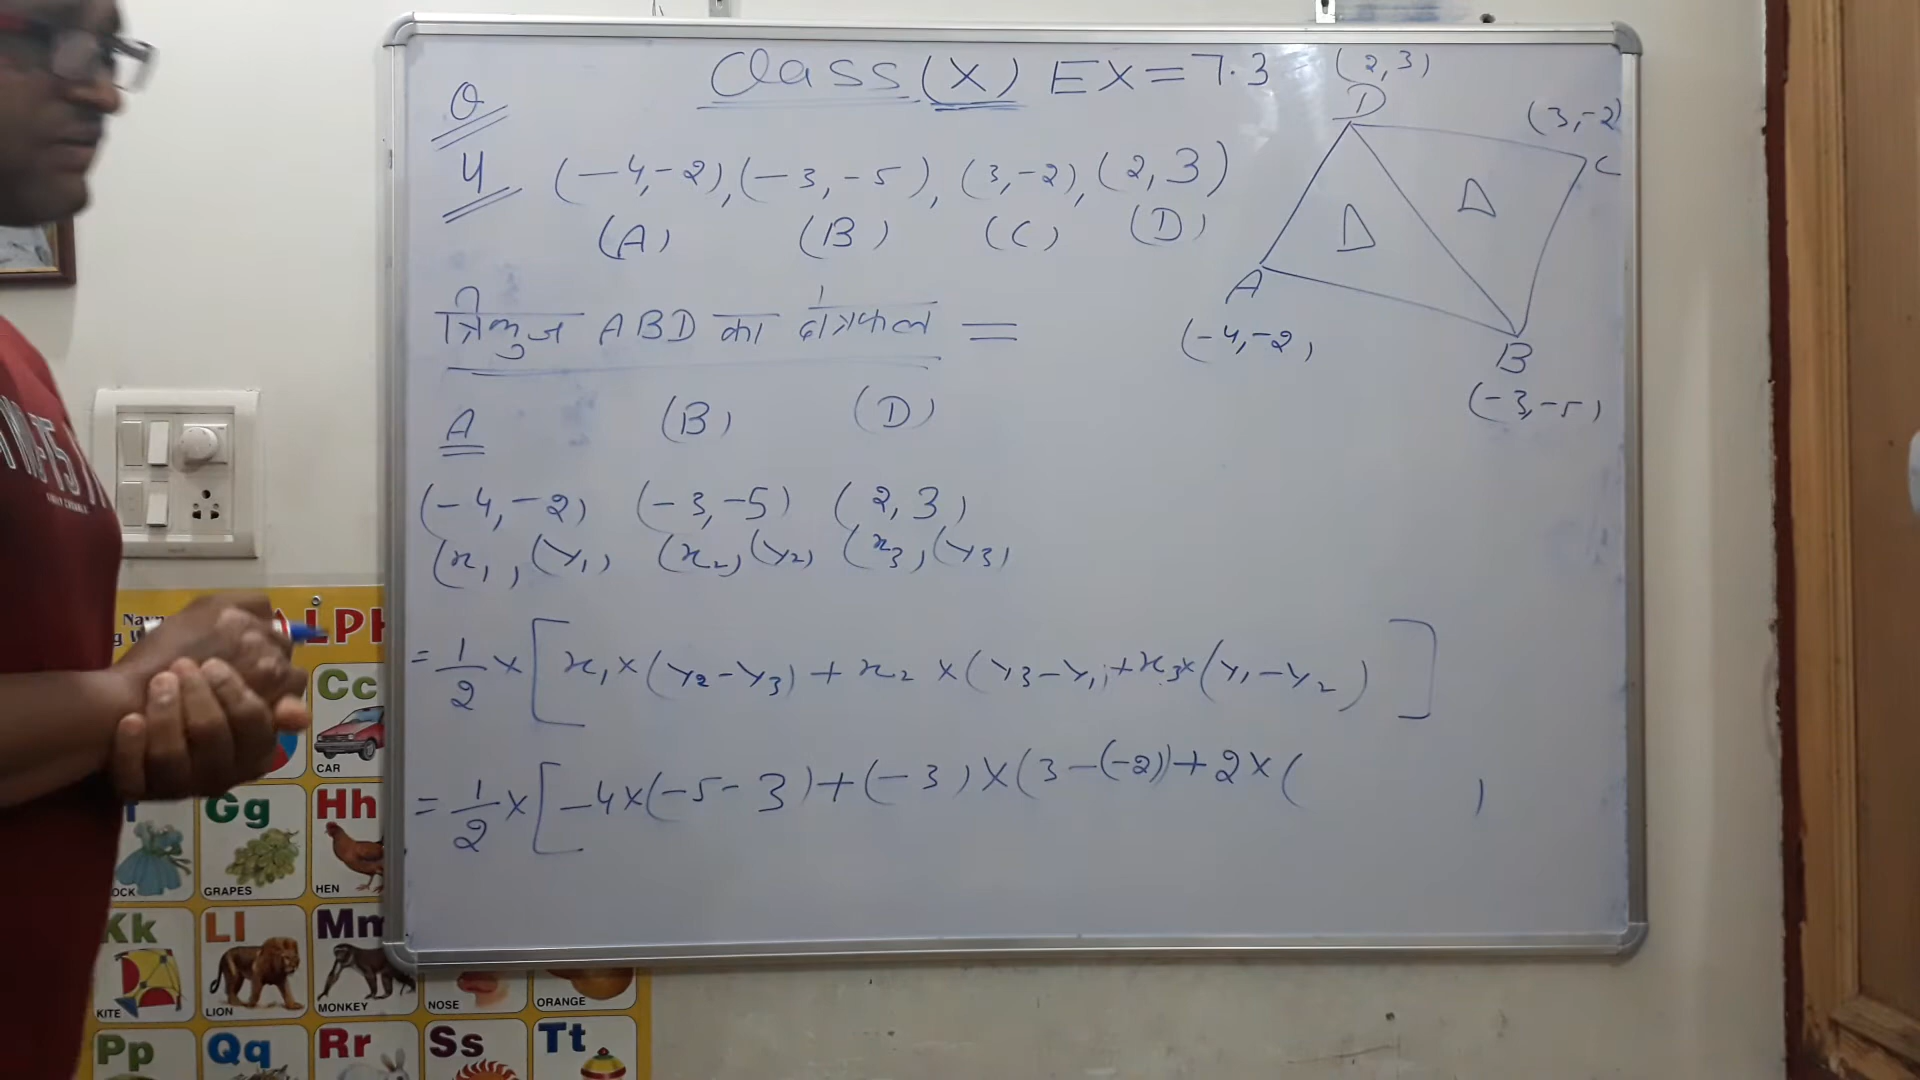 Class (X) EX = 7.3
Q
4 (-4,-2), (-3,-5), (3,-2), (2,3)
(A) (B) (C) (D)
(2,3)
D
(3,-2)
C
A
(-4,-2)
B
(-3,-5)
Δ Δ
त्रिभुज ABD का क्षेत्रफल =
A (B) (D)
(-4,-2) (-3,-5) (2,3)
(x₁, (y₁) (x₂, (y₂) (x₃, (y₃)
= 1/2 × [x₁ × (y₂-y₃) + x₂ × (y₃-y₁) + x₃ × (y₁-y₂)]
= 1/2 × [-4 × (-5-3) + (-3) × (3-(-2)) + 2 × ( )
LPH
Cc
CAR
Gg
GRAPES
Hh
HEN
Kk
KITE
Ll
LION
Mm
MONKEY
NOSE
ORANGE
Pp
Qq
Rr
Ss
Tt